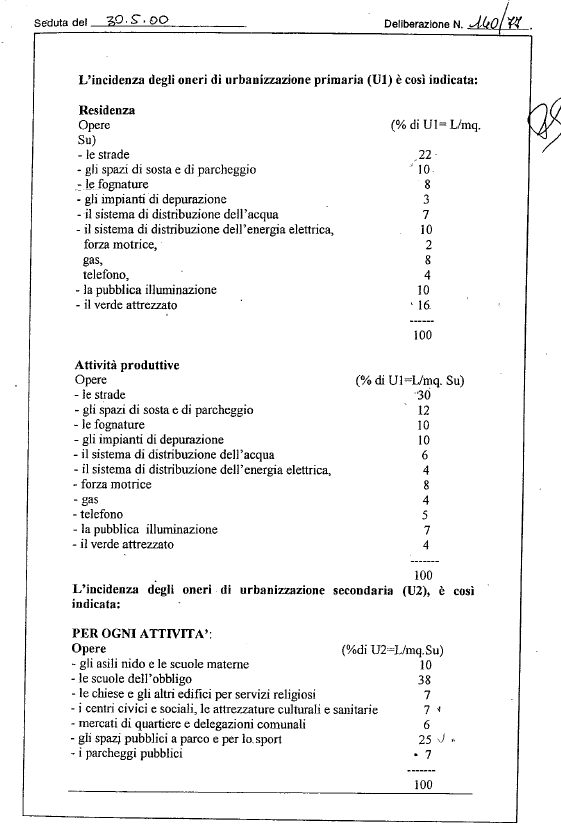 Seduta del 30.5.00 Deliberazione N. 140/77.
L'incidenza degli oneri di urbanizzazione primaria (U1) è così indicata:
Residenza
Opere (% di U1= L/mq.
Su)
- le strade 22
- gli spazi di sosta e di parcheggio 10
- le fognature 8
- gli impianti di depurazione 3
- il sistema di distribuzione dell'acqua 7
- il sistema di distribuzione dell'energia elettrica, 10
forza motrice, 2
gas, 8
telefono, 4
- la pubblica illuminazione 10
- il verde attrezzato 16
------
100
Attività produttive
Opere (% di U1=L/mq. Su)
- le strade 30
- gli spazi di sosta e di parcheggio 12
- le fognature 10
- gli impianti di depurazione 10
- il sistema di distribuzione dell'acqua 6
- il sistema di distribuzione dell'energia elettrica, 4
- forza motrice 8
- gas 4
- telefono 5
- la pubblica illuminazione 7
- il verde attrezzato 4
-------
100
L'incidenza degli oneri di urbanizzazione secondaria (U2), è così
indicata:
PER OGNI ATTIVITA':
Opere (%di U2=L/mq.Su)
- gli asili nido e le scuole materne 10
- le scuole dell'obbligo 38
- le chiese e gli altri edifici per servizi religiosi 7
- i centri civici e sociali, le attrezzature culturali e sanitarie 7
- mercati di quartiere e delegazioni comunali 6
- gli spazi pubblici a parco e per lo sport 25
- i parcheggi pubblici 7
-------
100